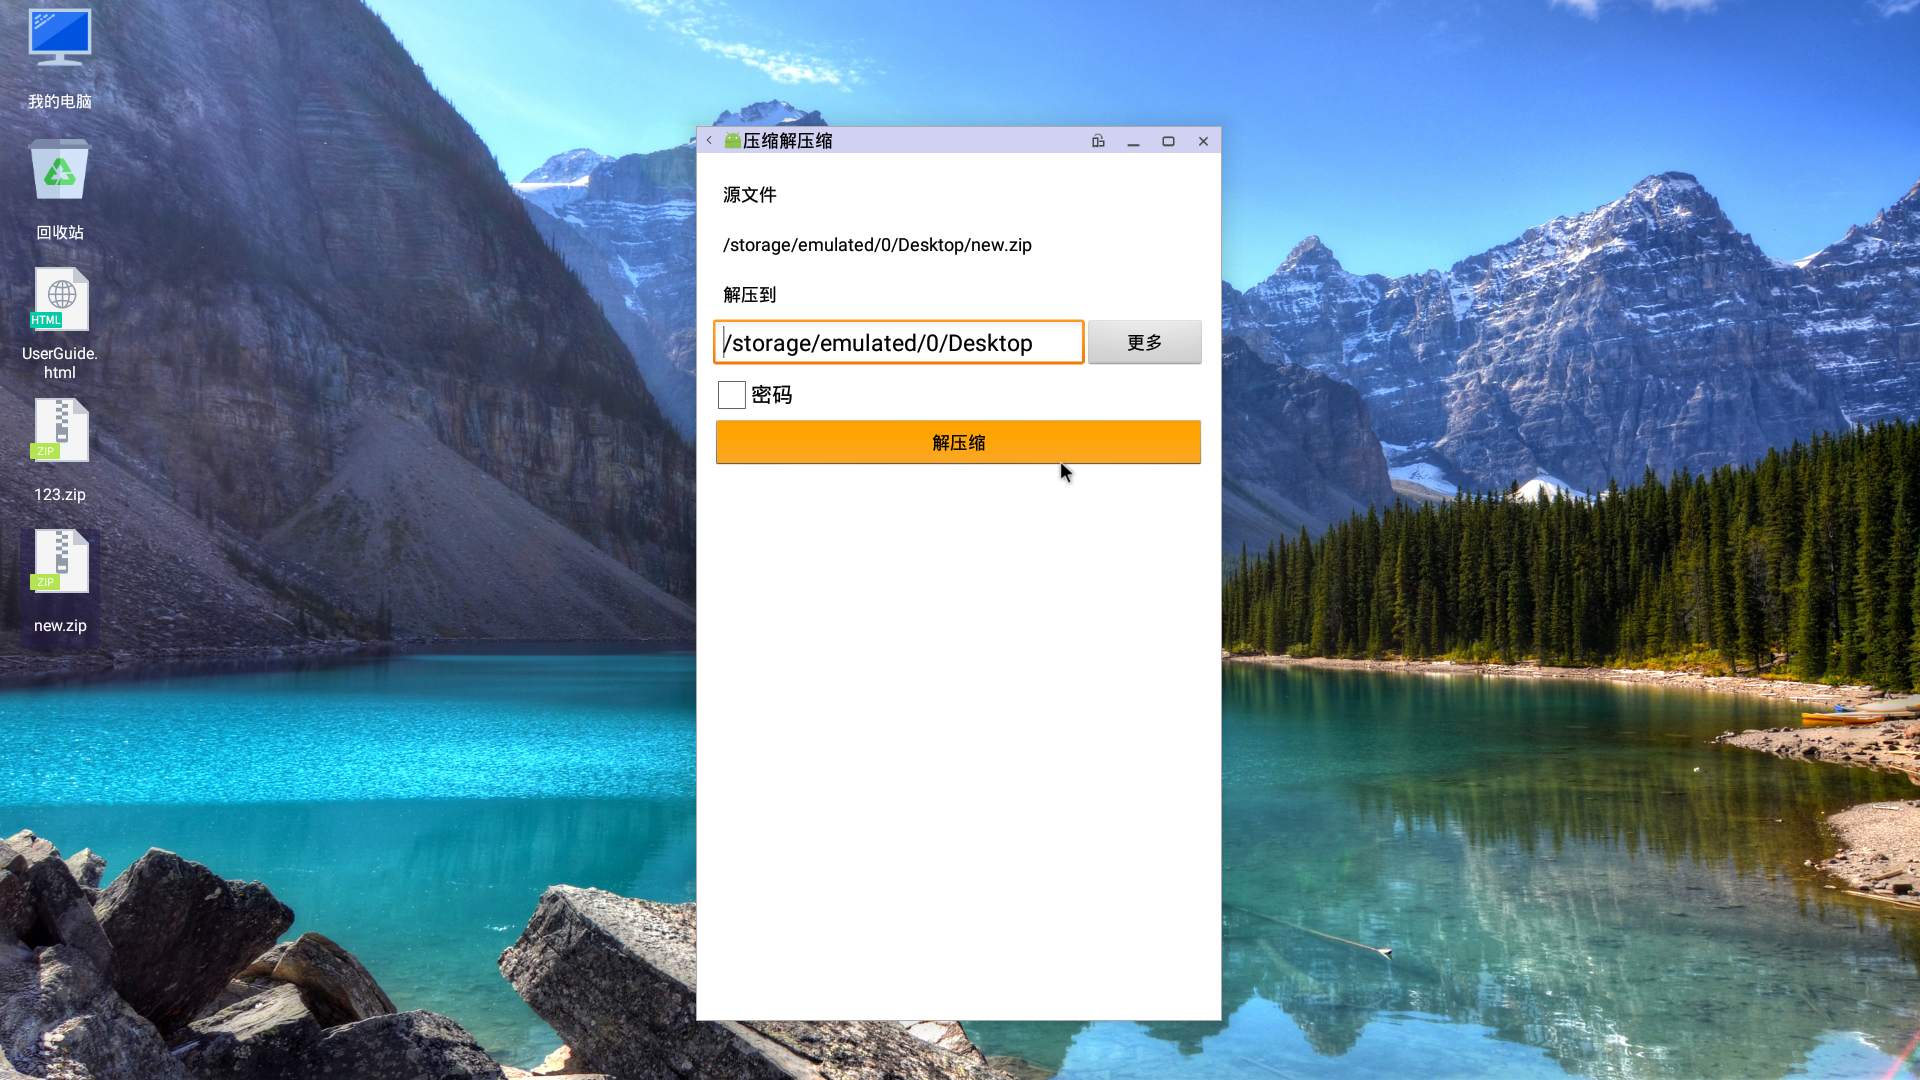 我的电脑
回收站
HTML
UserGuide.
html
ZIP
123.zip
ZIP
new.zip
压缩解压缩
源文件
/storage/emulated/0/Desktop/new.zip
解压到
/storage/emulated/0/Desktop
更多
密码
解压缩